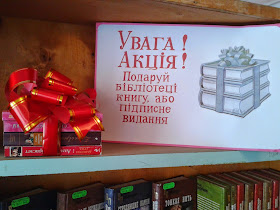 Увага!
Акція!
Подаруй
бібліотеці
книгу, або
підписне
видання